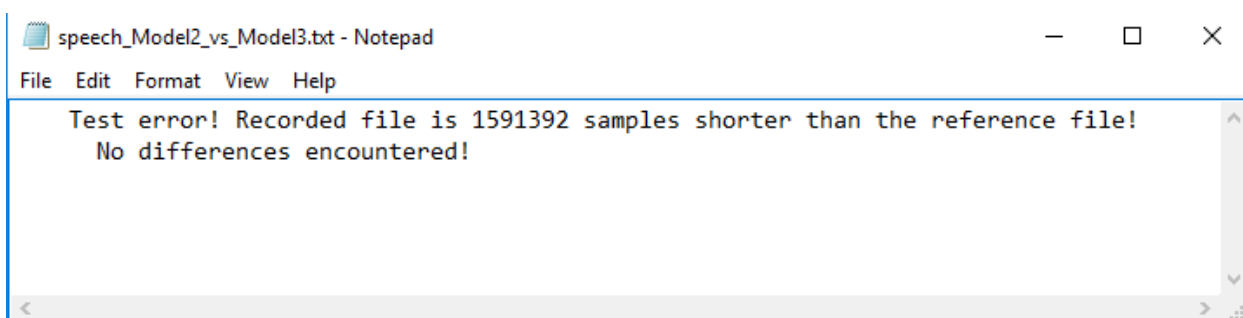 speech_Model2_vs_Model3.txt - Notepad
File Edit Format View Help
Test error! Recorded file is 1591392 samples shorter than the reference file!
No differences encountered!